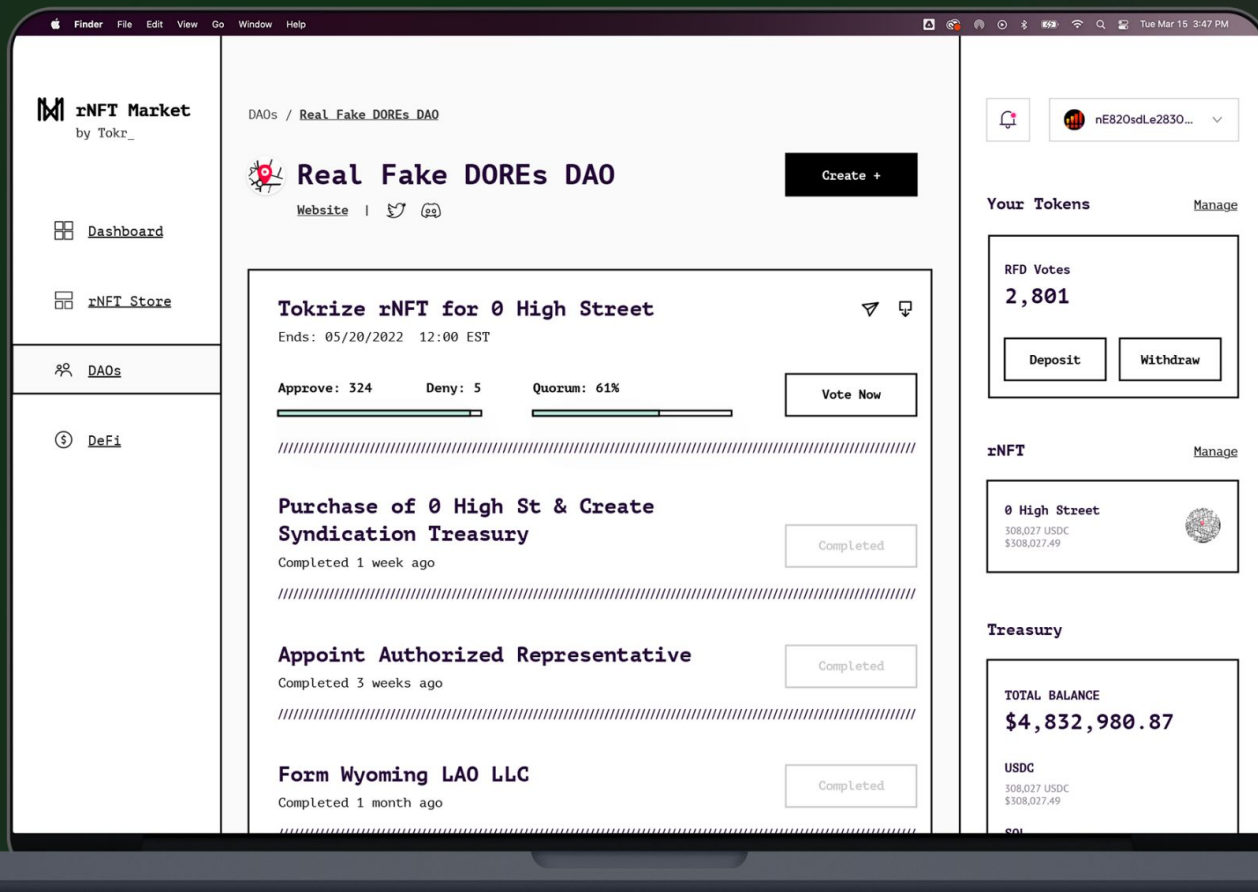 Finder File Edit View Go Window Help
Tue Mar 15 3:47 PM
rNFT Market
by Tokr_
Dashboard
rNFT Store
DAOs
DeFi
DAOs / Real Fake DOREs DAO
Real Fake DOREs DAO
Create +
Website |
Tokrize rNFT for 0 High Street
Ends: 05/20/2022 12:00 EST
Approve: 324 Deny: 5 Quorum: 61%
Vote Now
////////////////////////////////////////////////////////////////////////////////
Purchase of 0 High St & Create
Syndication Treasury
Completed 1 week ago
Completed
////////////////////////////////////////////////////////////////////////////////
Appoint Authorized Representative
Completed 3 weeks ago
Completed
////////////////////////////////////////////////////////////////////////////////
Form Wyoming LAO LLC
Completed 1 month ago
Completed
nE820sdLe2830...
Your Tokens Manage
RFD Votes
2,801
Deposit Withdraw
rNFT Manage
0 High Street
308,027 USDC
$308,027.49
Treasury
TOTAL BALANCE
$4,832,980.87
USDC
308,027 USDC
$308,027.49